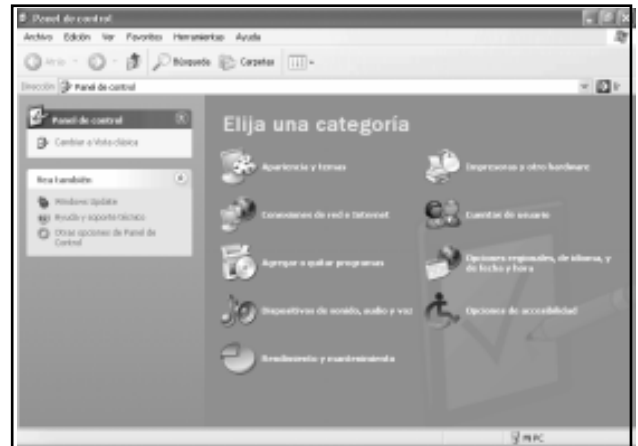 Panel de control
Archivo Edición Ver Favoritos Herramientas Ayuda
Atrás Búsqueda Carpetas
Dirección Panel de control Ir
Panel de control
Cambiar a Vista clásica
Vea también
Windows Update
Ayuda y soporte técnico
Otras opciones de Panel de
Control
Elija una categoría
Apariencia y temas
Impresoras y otro hardware
Conexiones de red e Internet
Cuentas de usuario
Agregar o quitar programas
Opciones regionales, de idioma, y
de fecha y hora
Dispositivos de sonido, audio y voz
Opciones de accesibilidad
Rendimiento y mantenimiento
Mi PC